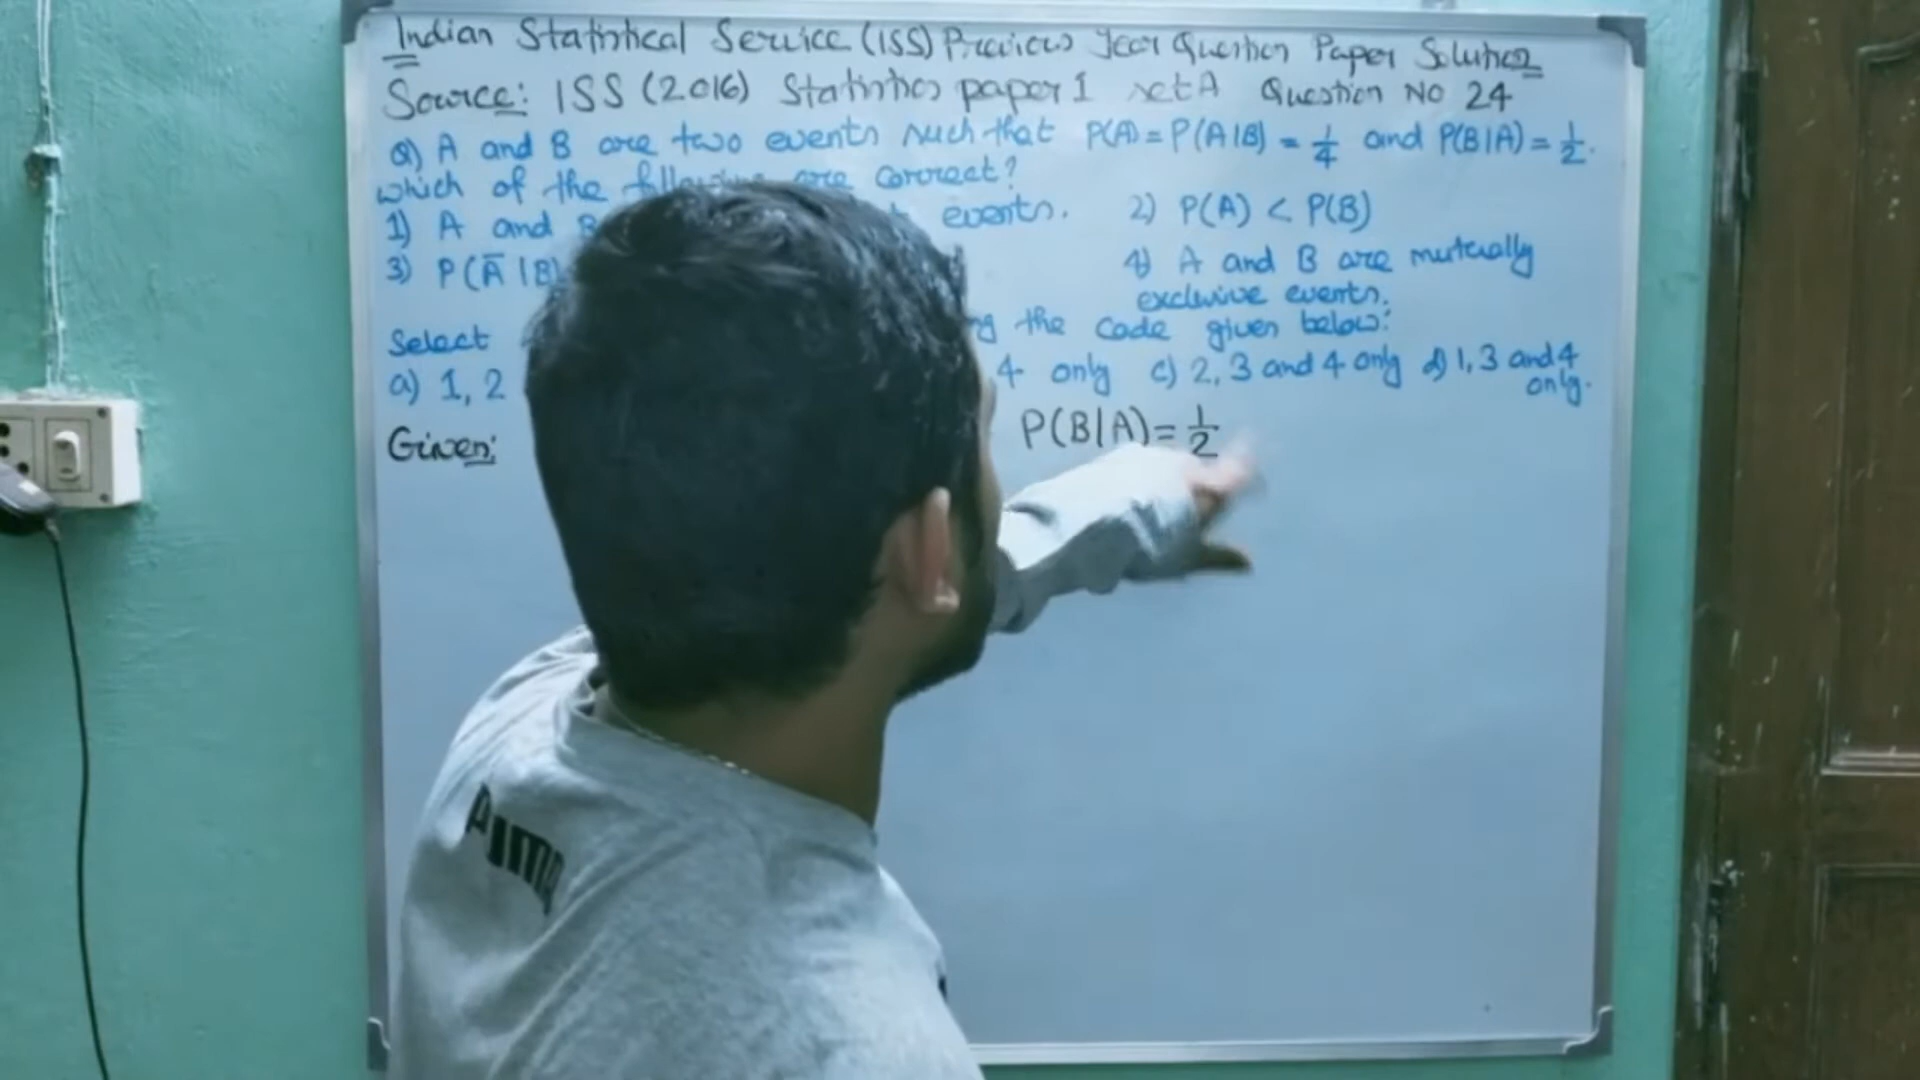 Indian Statistical Service (ISS) Previous Year Question Paper Solution
Source: ISS (2016) Statistics paper 1 set A Question No 24
Q) A and B are two events such that P(A) = P(A|B) = 1/4 and P(B|A) = 1/2.
which of the following are correct?
1) A and B events. 2) P(A) < P(B)
3) P(Ā|B) 4) A and B are mutually
exclusive events.
Select the code given below:
a) 1, 2 4 only c) 2, 3 and 4 only d) 1, 3 and 4
only.
Given: P(B|A) = 1/2
PUMA